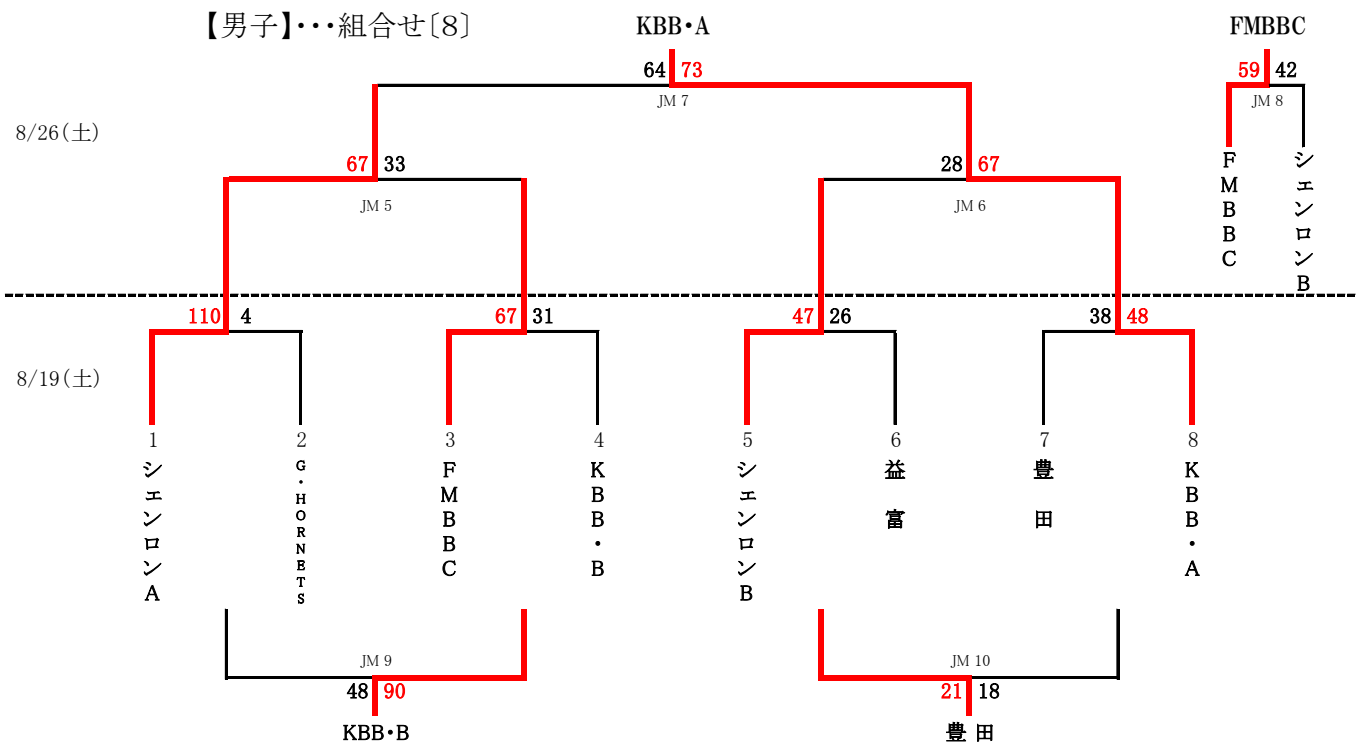 【男子】・・・組合せ〔8〕
KBB・A
FMBBC
64 73
59 42
JM 7
JM 8
8/26(土)
67 33
28 67
JM 5
JM 6
FMBBC
シェンロンB
110 4
67 31
47 26
38 48
8/19(土)
1 2 3 4 5 6 7 8
シェンロンA
G・HORNETS
FMBBC
KBB・B
シェンロンB
益富
豊田
KBB・A
JM 9
JM 10
48 90
21 18
KBB・B
豊田